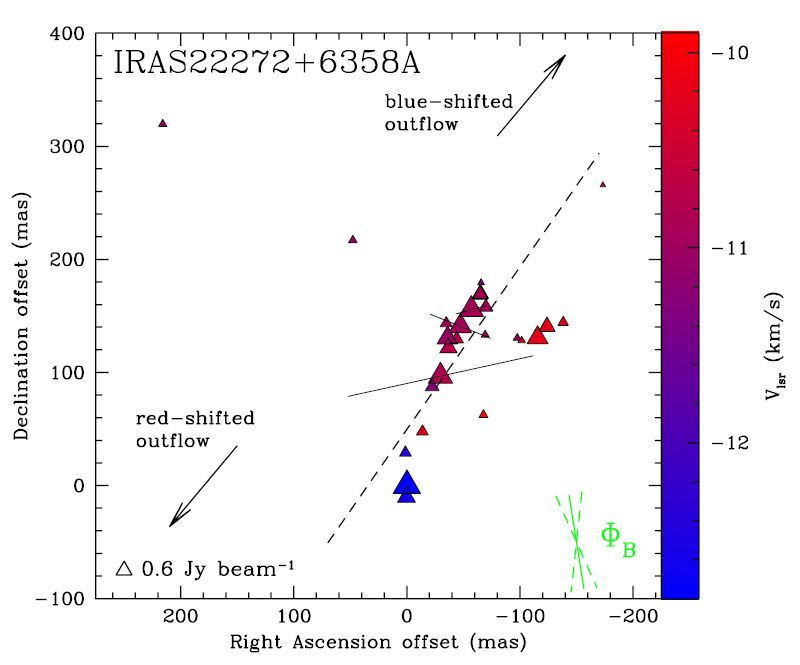 IRAS22272+6358A
blue-shifted
outflow
red-shifted
outflow
0.6 Jy beam⁻¹
Φ_B
400
300
200
100
0
-100
200
100
0
-100
-200
Declination offset (mas)
Right Ascension offset (mas)
-10
-11
-12
V_lsr (km/s)